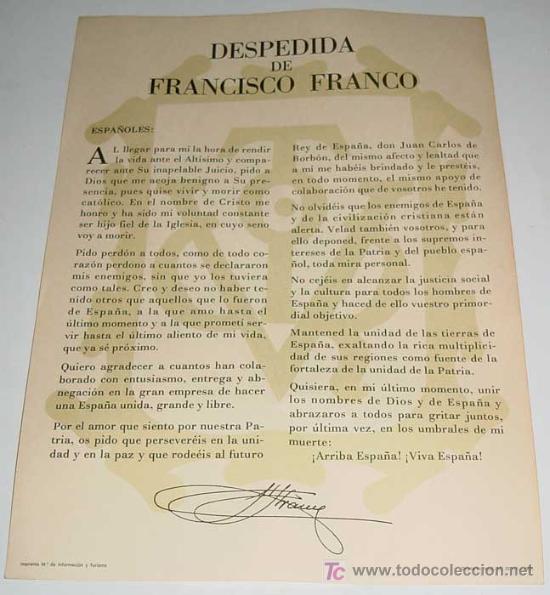 DESPEDIDA
DE
FRANCISCO FRANCO
ESPAÑOLES:
AL llegar para mí la hora de rendir
la vida ante el Altísimo y compa-
recer ante Su inapelable Juicio, pido a
Dios que me acoja benigno a Su pre-
sencia, pues quise vivir y morir como
católico. En el nombre de Cristo me
honro y ha sido mi voluntad constante
ser hijo fiel de la Iglesia, en cuyo seno
voy a morir.
Pido perdón a todos, como de todo co-
razón perdono a cuantos se declararon
mis enemigos, sin que yo los tuviera
como tales. Creo y deseo no haber te-
nido otros que aquellos que lo fueron
de España, a la que amo hasta el
último momento y a la que prometí ser-
vir hasta el último aliento de mi vida,
que ya sé próximo.
Quiero agradecer a cuantos han cola-
borado con entusiasmo, entrega y ab-
negación en la gran empresa de hacer
una España unida, grande y libre.
Por el amor que siento por nuestra Pa-
tria, os pido que perseveréis en la uni-
dad y en la paz y que rodeéis al futuro
Rey de España, don Juan Carlos de
Borbón, del mismo afecto y lealtad que
a mí me habéis brindado y le prestéis,
en todo momento, el mismo apoyo de
colaboración que de vosotros he tenido.
No olvidéis que los enemigos de España
y de la civilización cristiana están
alerta. Velad también vosotros, y para
ello deponed, frente a los supremos in-
tereses de la Patria y del pueblo espa-
ñol, toda mira personal.
No cejéis en alcanzar la justicia social
y la cultura para todos los hombres de
España y haced de ello vuestro primor-
dial objetivo.
Mantened la unidad de las tierras de
España, exaltando la rica multiplici-
dad de sus regiones como fuente de la
fortaleza de la unidad de la Patria.
Quisiera, en mi último momento, unir
los nombres de Dios y de España y
abrazaros a todos para gritar juntos,
por última vez, en los umbrales de mi
muerte:
¡Arriba España! ¡Viva España!
Imprenta M.º de Información y Turismo
TC www.todocoleccion.net